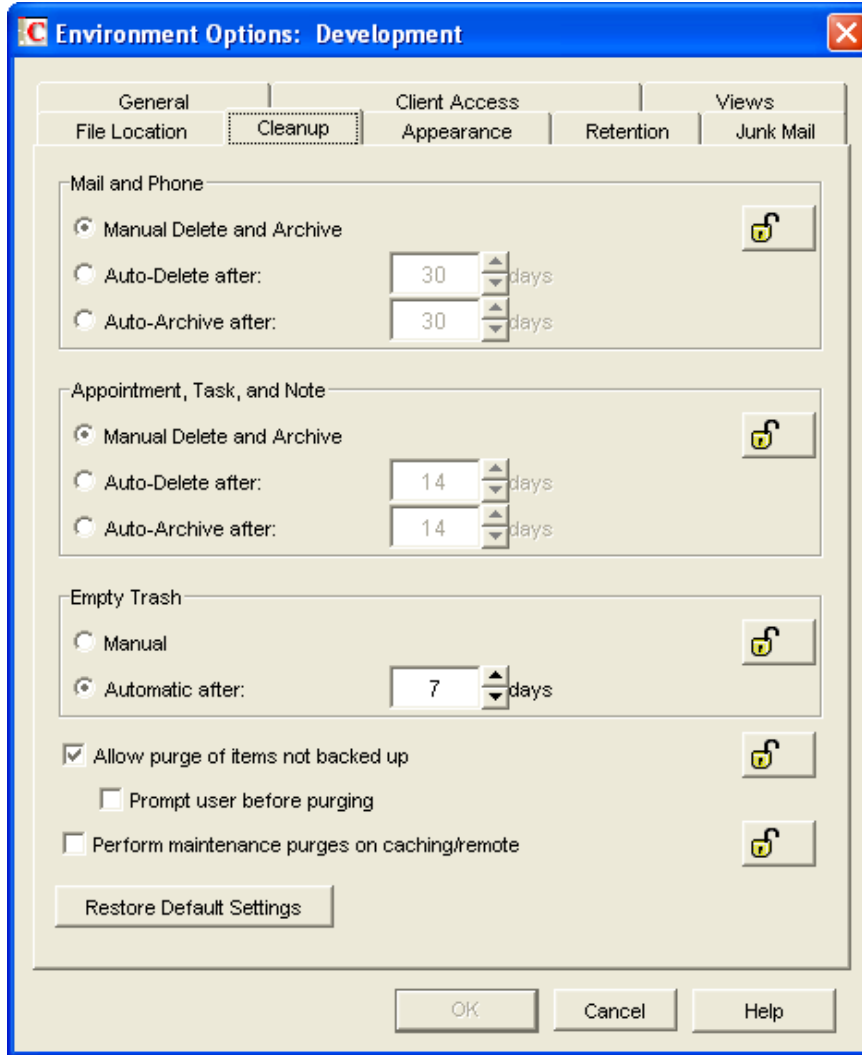 C Environment Options: Development
General Client Access Views
File Location Cleanup Appearance Retention Junk Mail
Mail and Phone
Manual Delete and Archive
Auto-Delete after: 30 days
Auto-Archive after: 30 days
Appointment, Task, and Note
Manual Delete and Archive
Auto-Delete after: 14 days
Auto-Archive after: 14 days
Empty Trash
Manual
Automatic after: 7 days
Allow purge of items not backed up
Prompt user before purging
Perform maintenance purges on caching/remote
Restore Default Settings
OK Cancel Help